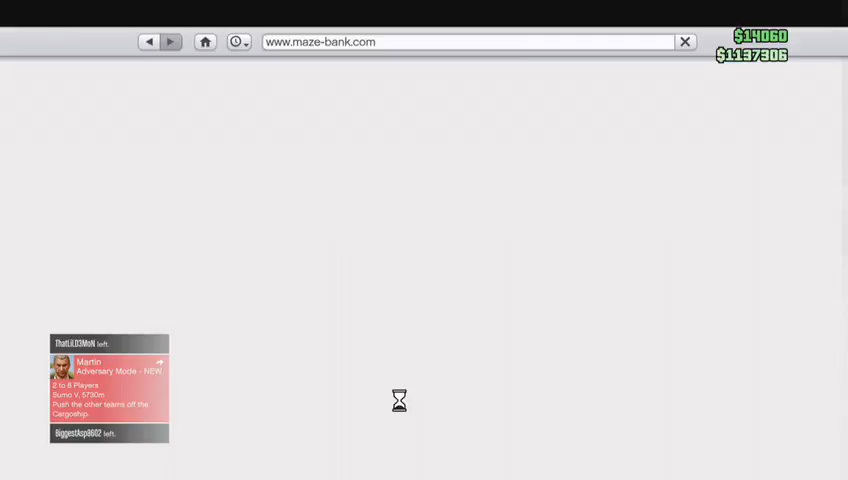 www.maze-bank.com
$14060
$1137306
ThatLiLD3MoN left.
Martin
Adversary Mode - NEW
2 to 8 Players
Sumo V, 5730m
Push the other teams off the
Cargoship.
BiggestAsp8602 left.